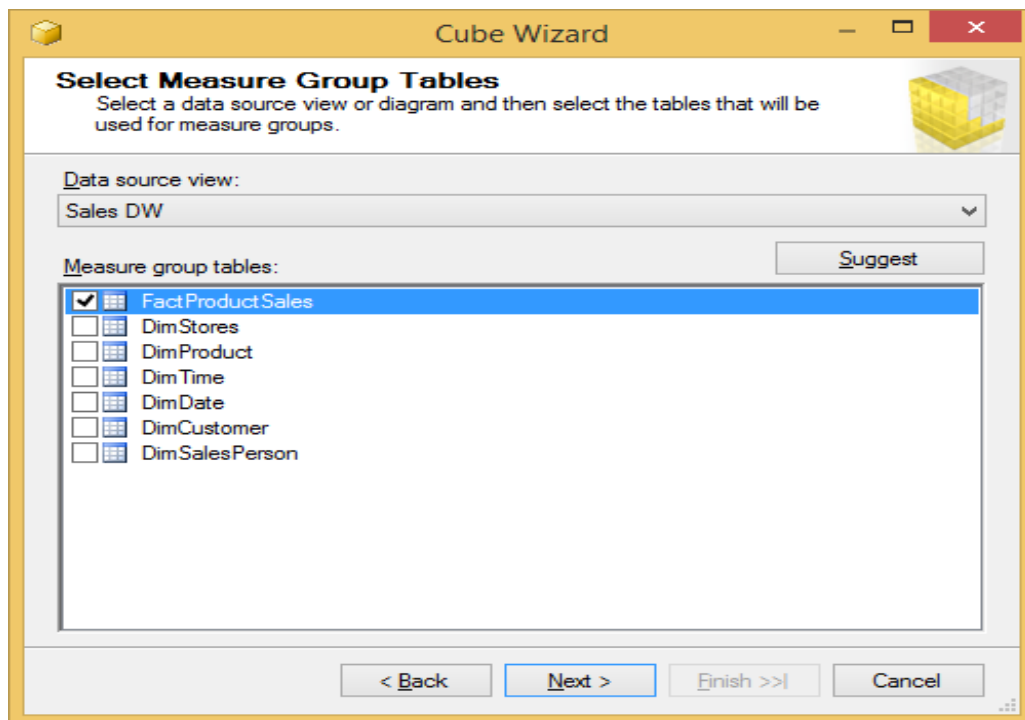 Cube Wizard
Select Measure Group Tables
Select a data source view or diagram and then select the tables that will be
used for measure groups.
Data source view:
Sales DW
Suggest
Measure group tables:
FactProductSales
DimStores
DimProduct
DimTime
DimDate
DimCustomer
DimSalesPerson
< Back
Next >
Finish >>|
Cancel